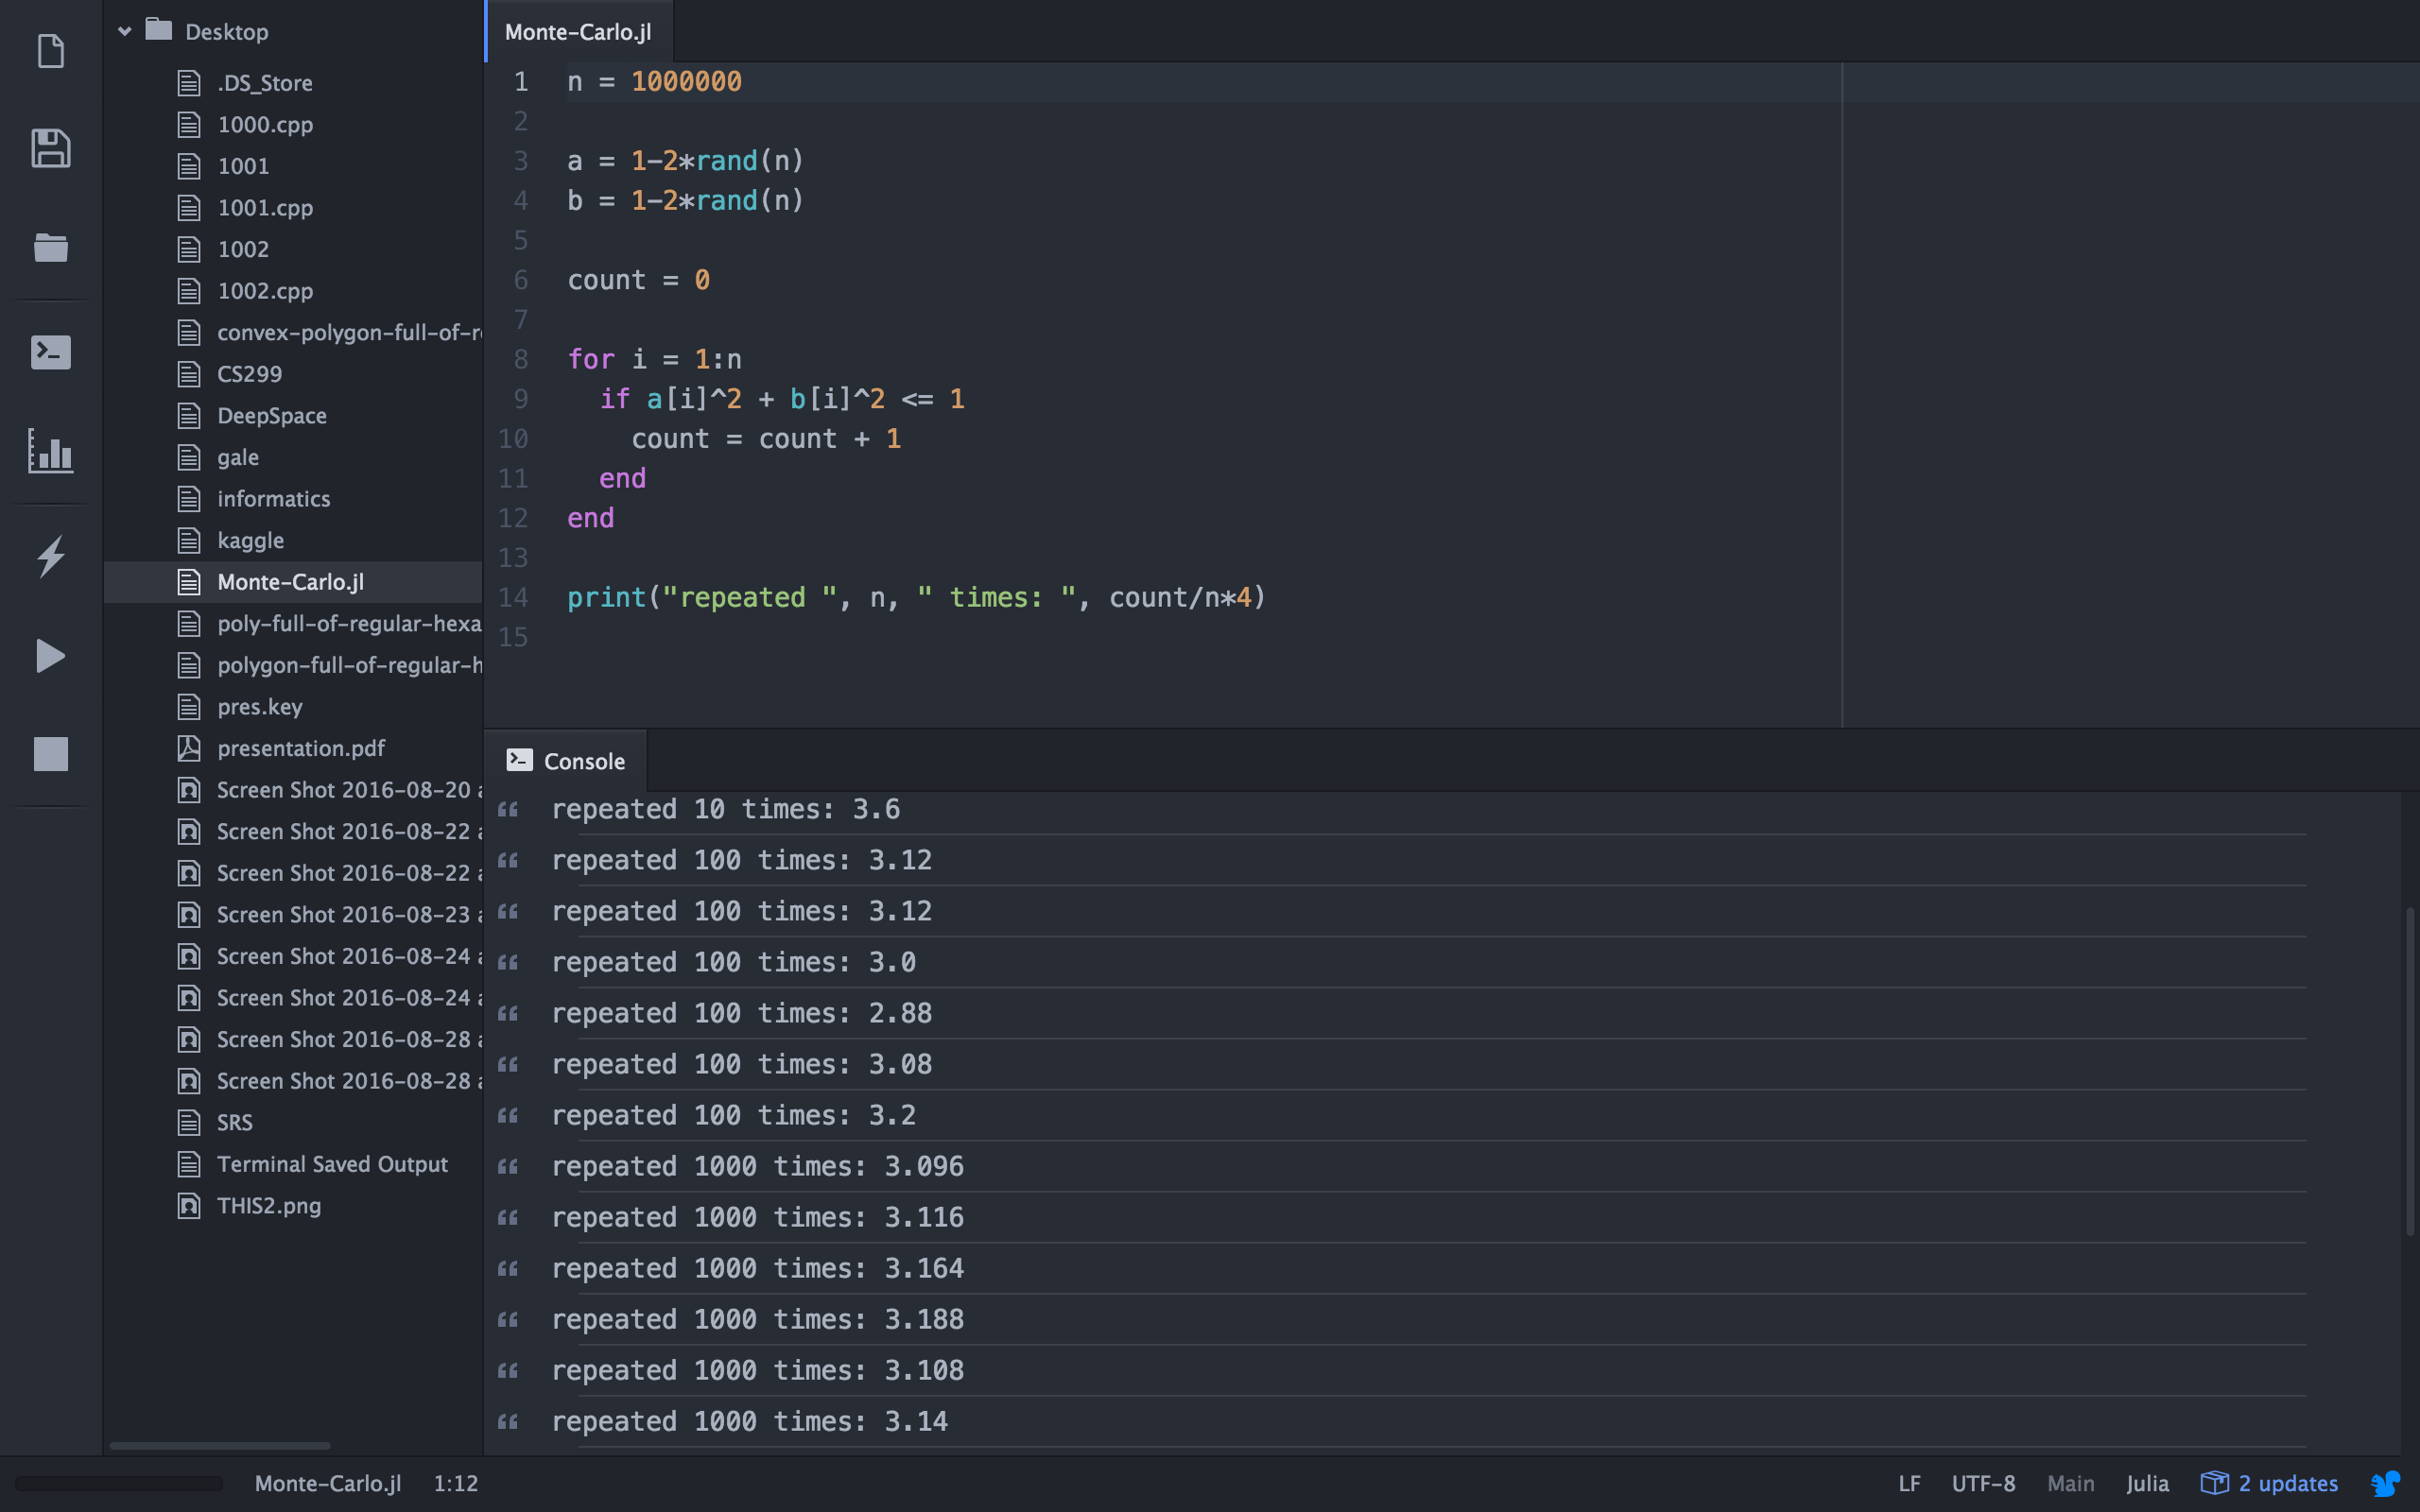 Desktop
.DS_Store
1000.cpp
1001
1001.cpp
1002
1002.cpp
convex-polygon-full-of-r
CS299
DeepSpace
gale
informatics
kaggle
Monte-Carlo.jl
poly-full-of-regular-hexa
polygon-full-of-regular-h
pres.key
presentation.pdf
Screen Shot 2016-08-20 a
Screen Shot 2016-08-22 a
Screen Shot 2016-08-22 a
Screen Shot 2016-08-23 a
Screen Shot 2016-08-24 a
Screen Shot 2016-08-24 a
Screen Shot 2016-08-28 a
Screen Shot 2016-08-28 a
SRS
Terminal Saved Output
THIS2.png
Monte-Carlo.jl
1 n = 1000000
2
3 a = 1-2*rand(n)
4 b = 1-2*rand(n)
5
6 count = 0
7
8 for i = 1:n
9   if a[i]^2 + b[i]^2 <= 1
10     count = count + 1
11   end
12 end
13
14 print("repeated ", n, " times: ", count/n*4)
15
Console
repeated 10 times: 3.6
repeated 100 times: 3.12
repeated 100 times: 3.12
repeated 100 times: 3.0
repeated 100 times: 2.88
repeated 100 times: 3.08
repeated 100 times: 3.2
repeated 1000 times: 3.096
repeated 1000 times: 3.116
repeated 1000 times: 3.164
repeated 1000 times: 3.188
repeated 1000 times: 3.108
repeated 1000 times: 3.14
Monte-Carlo.jl 1:12 LF UTF-8 Main Julia 2 updates